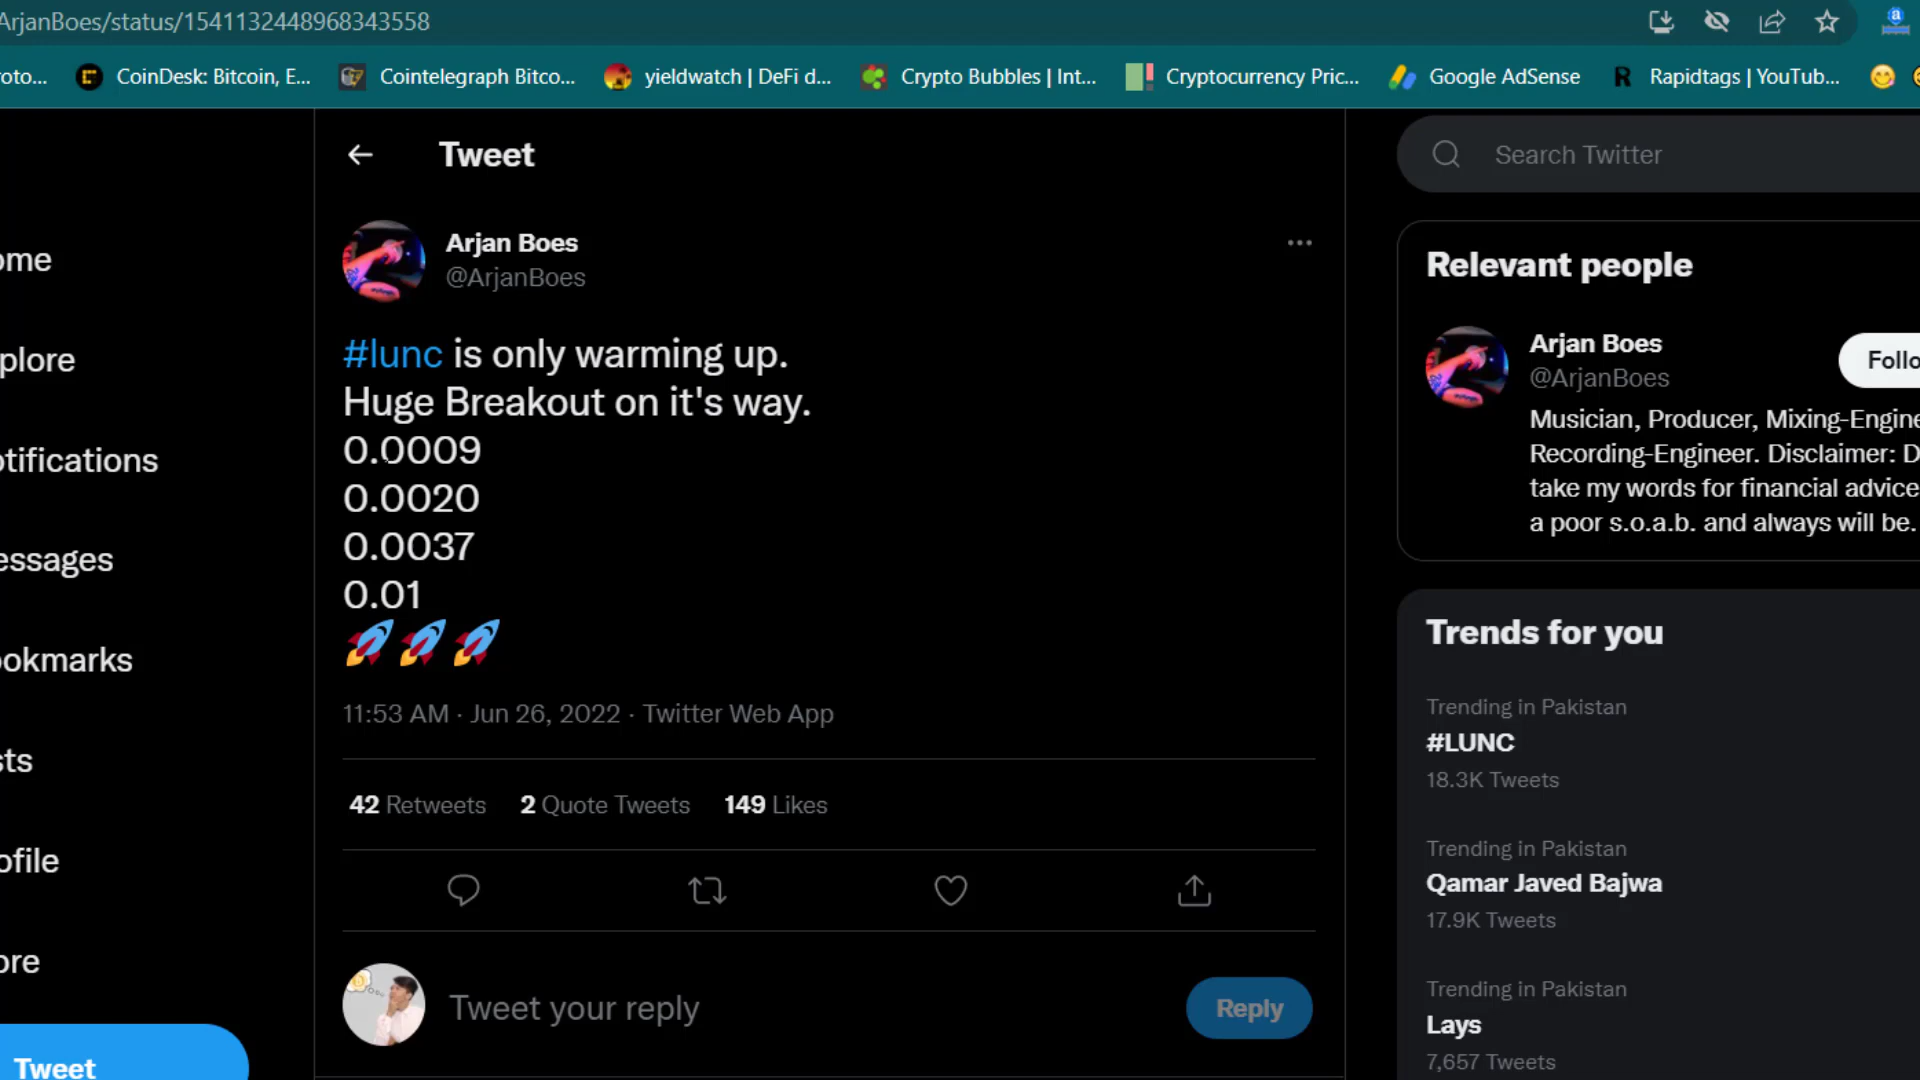 ArjanBoes/status/1541132448968343558
oto...
CoinDesk: Bitcoin, E...
Cointelegraph Bitco...
yieldwatch | DeFi d...
Crypto Bubbles | Int...
Cryptocurrency Pric...
Google AdSense
Rapidtags | YouTub...
ome
plore
otifications
essages
ookmarks
sts
ofile
ore
Tweet
Tweet
Arjan Boes
@ArjanBoes
#lunc is only warming up.
Huge Breakout on it's way.
0.0009
0.0020
0.0037
0.01
11:53 AM · Jun 26, 2022 · Twitter Web App
42 Retweets 2 Quote Tweets 149 Likes
Tweet your reply
Reply
Search Twitter
Relevant people
Arjan Boes
@ArjanBoes
Follo
Musician, Producer, Mixing-Engine
Recording-Engineer. Disclaimer: D
take my words for financial advice
a poor s.o.a.b. and always will be.
Trends for you
Trending in Pakistan
#LUNC
18.3K Tweets
Trending in Pakistan
Qamar Javed Bajwa
17.9K Tweets
Trending in Pakistan
Lays
7,657 Tweets